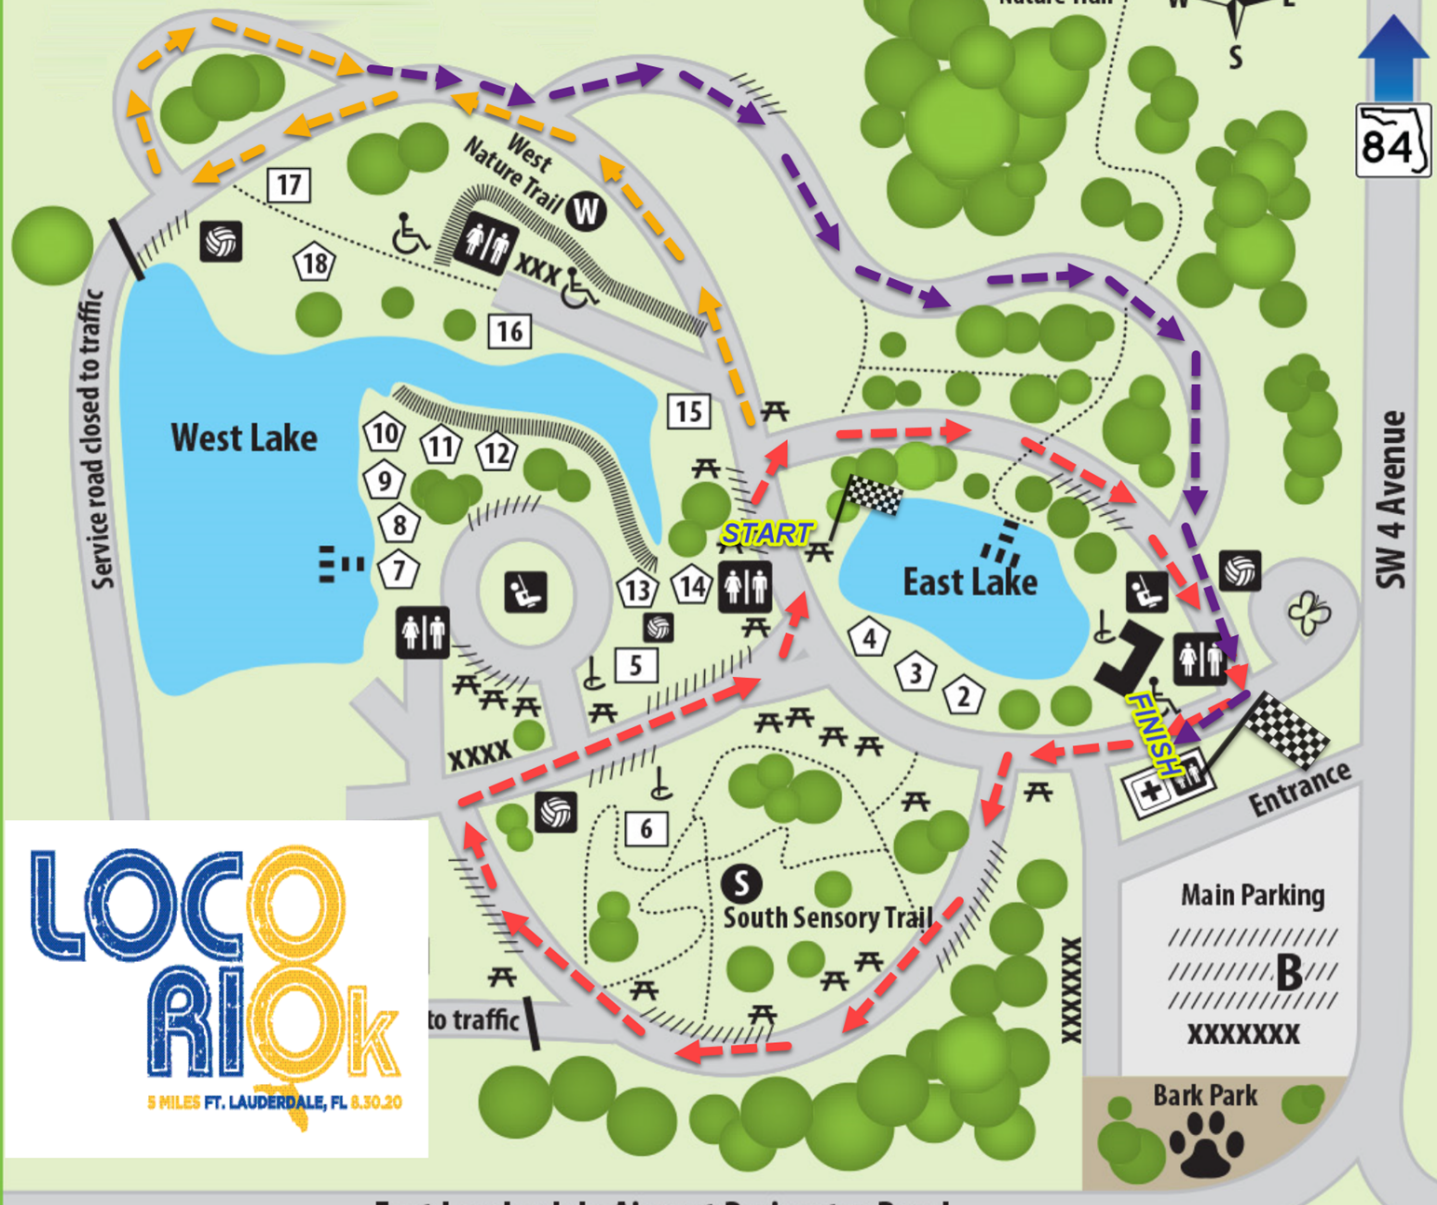 Nature Trail
W
E
S
84
17
West
Nature Trail
W
18
XXX
16
Service road closed to traffic
West Lake
15
10
11
12
9
8
7
START
13
14
5
East Lake
4
3
2
SW 4 Avenue
FINISH
Entrance
XXXX
6
S
South Sensory Trail
Main Parking
B
XXXXXXX
XXXXXXX
to traffic
Bark Park
LOCO
RIOk
5 MILES FT. LAUDERDALE, FL 8.30.20